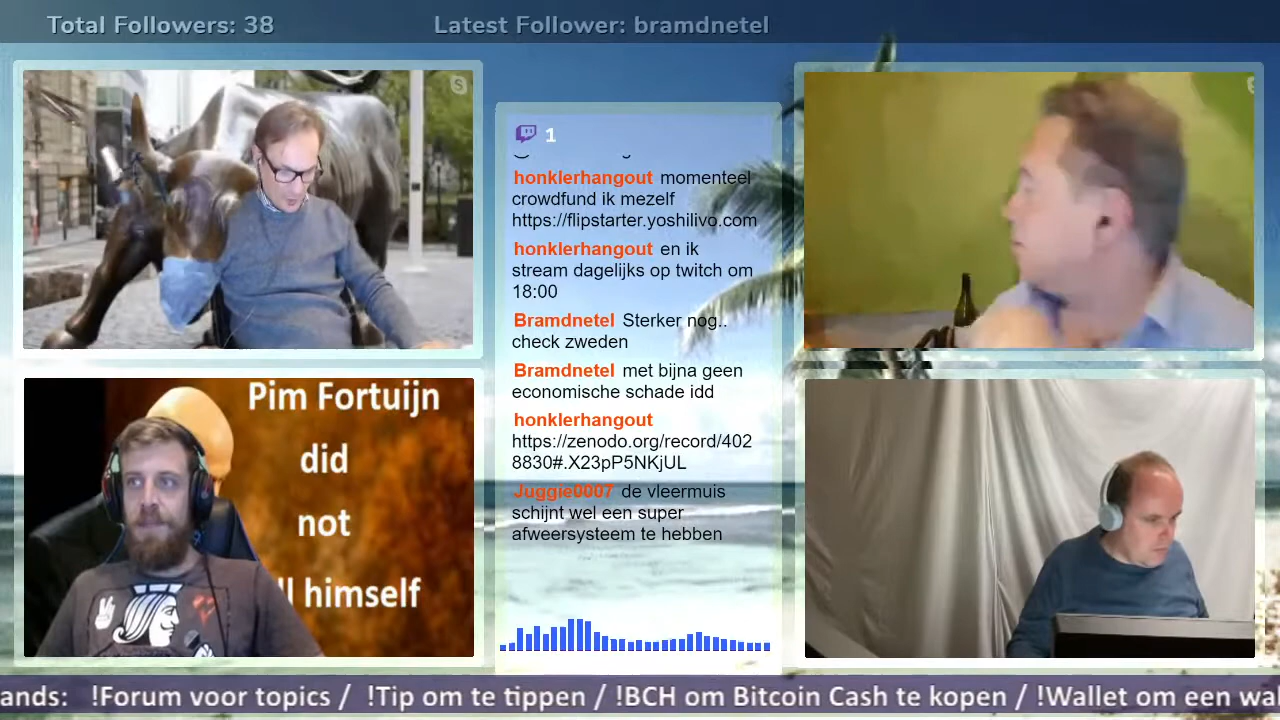 Total Followers: 38
Latest Follower: bramdnetel
1
honklerhangout momenteel
crowdfund ik mezelf
https://flipstarter.yoshilivo.com
honklerhangout en ik
stream dagelijks op twitch om
18:00
Bramdnetel Sterker nog..
check zweden
Bramdnetel met bijna geen
economische schade idd
honklerhangout
https://zenodo.org/record/402
8830#.X23pP5NKjUL
Juggie0007 de vleermuis
schijnt wel een super
afweersysteem te hebben
Pim Fortuijn
did
not
ll himself
ands: !Forum voor topics / !Tip om te tippen / !BCH om Bitcoin Cash te kopen / !Wallet om een wal